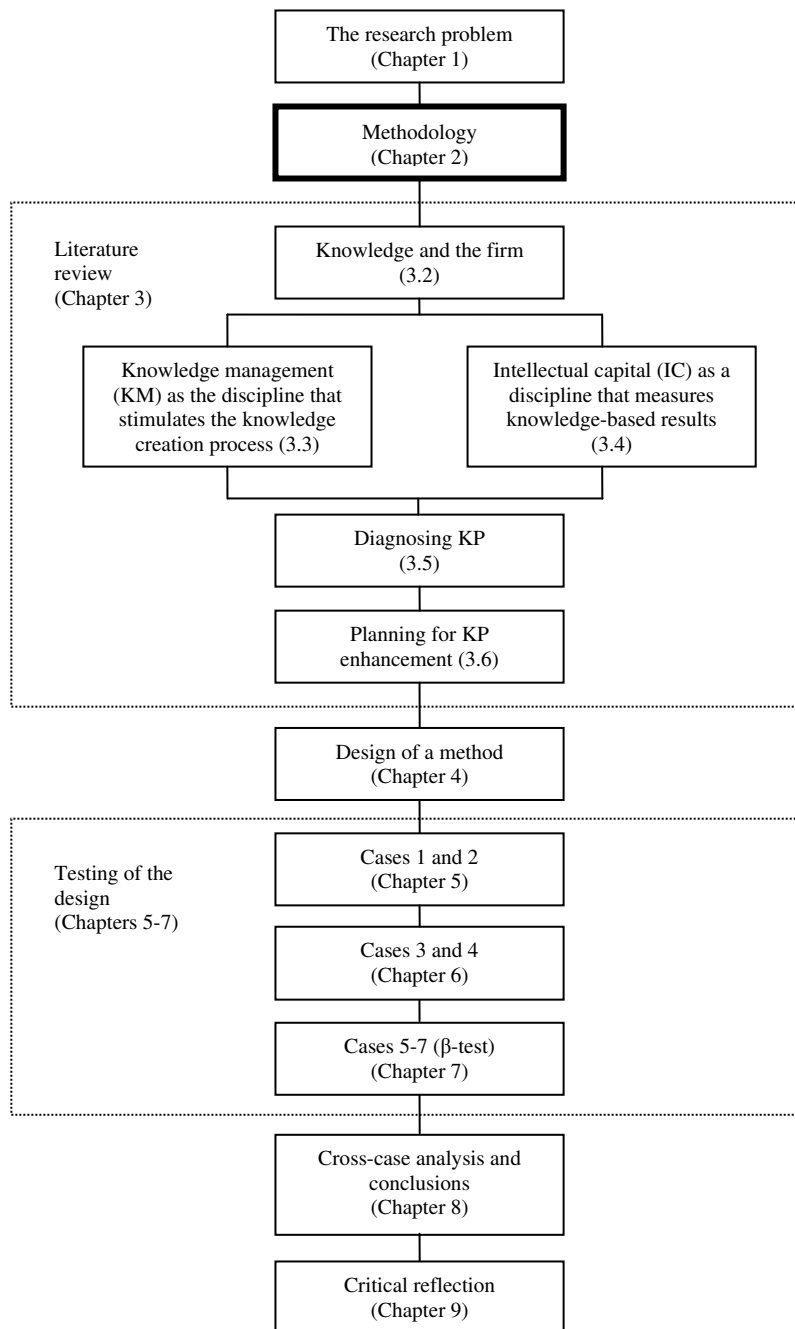 The research problem
(Chapter 1)
Methodology
(Chapter 2)
Literature
review
(Chapter 3)
Knowledge and the firm
(3.2)
Knowledge management
(KM) as the discipline that
stimulates the knowledge
creation process (3.3)
Intellectual capital (IC) as a
discipline that measures
knowledge-based results
(3.4)
Diagnosing KP
(3.5)
Planning for KP
enhancement (3.6)
Design of a method
(Chapter 4)
Testing of the
design
(Chapters 5-7)
Cases 1 and 2
(Chapter 5)
Cases 3 and 4
(Chapter 6)
Cases 5-7 (β-test)
(Chapter 7)
Cross-case analysis and
conclusions
(Chapter 8)
Critical reflection
(Chapter 9)